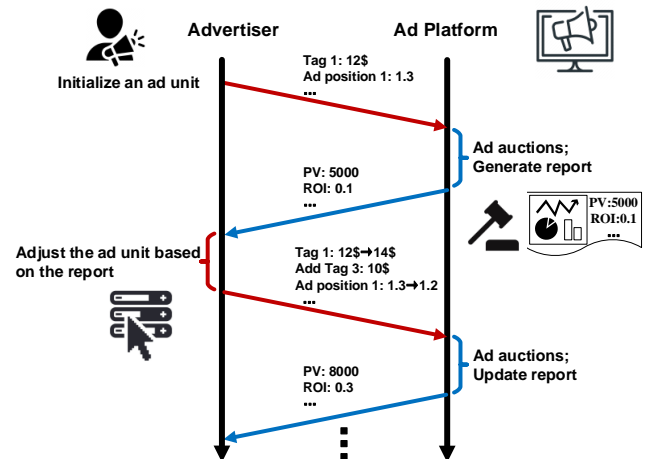 Advertiser
Ad Platform
Initialize an ad unit
Tag 1: 12$
Ad position 1: 1.3
...
Ad auctions;
Generate report
PV: 5000
ROI: 0.1
...
PV:5000
ROI:0.1
...
Adjust the ad unit based
on the report
Tag 1: 12$→14$
Add Tag 3: 10$
Ad position 1: 1.3→1.2
...
Ad auctions;
Update report
PV: 8000
ROI: 0.3
...